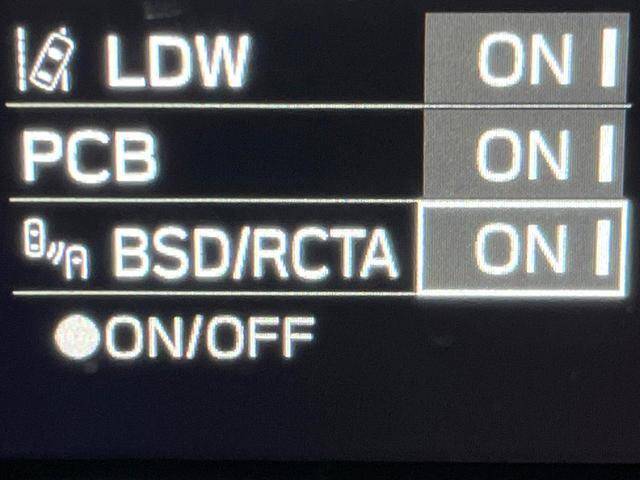 LDW ON
PCB ON
BSD/RCTA ON
ON/OFF